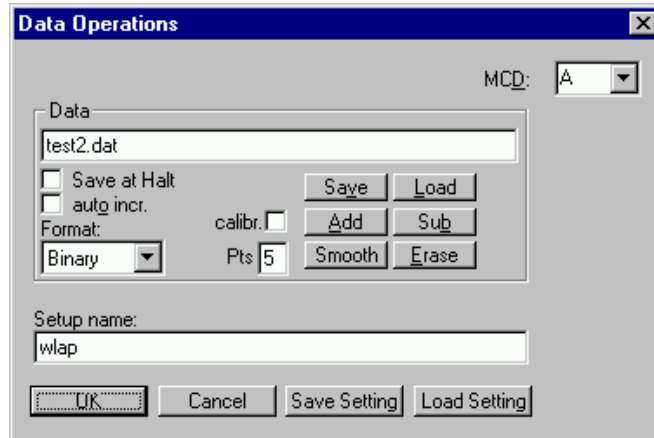 Data Operations
MCD: A
Data
test2.dat
Save at Halt
auto incr.
Format:
Binary
calibr.
Pts 5
Save Load
Add Sub
Smooth Erase
Setup name:
wlap
OK Cancel Save Setting Load Setting